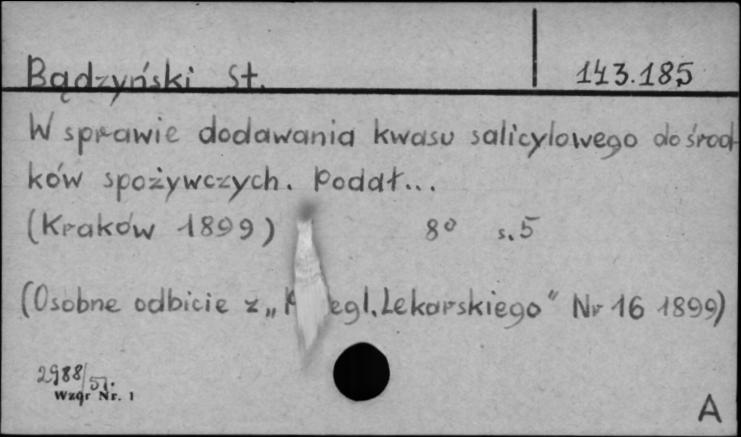 Bądzyński St. 143.185
W sprawie dodawania kwasu salicylowego do środ-
ków spożywczych. Podał...
(Kraków 1899) 8° s. 5
(Osobne odbicie z „ Lekarskiego" Nr 16 1899)
2988/51.
Wzór Nr. 1
A